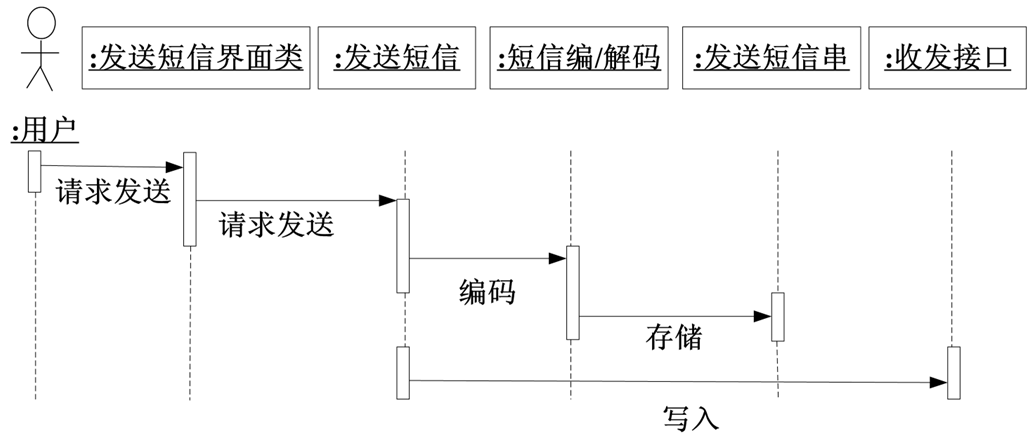 :发送短信界面类
:发送短信
:短信编/解码
:发送短信串
:收发接口
:用户
请求发送
请求发送
编码
存储
写入